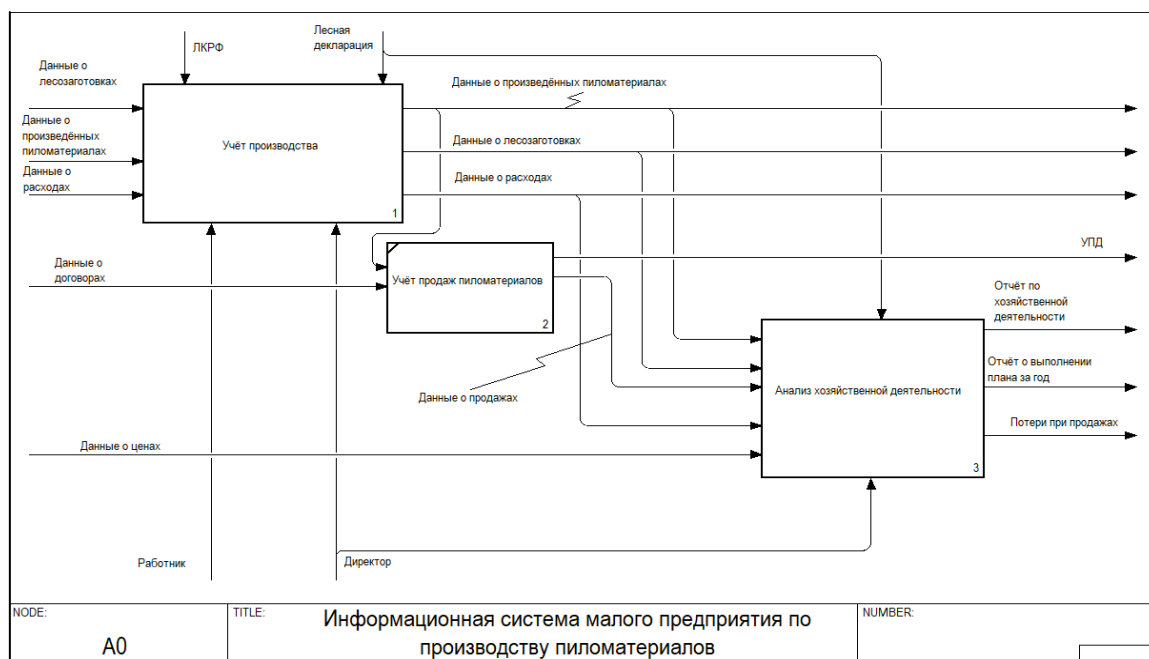 ЛКРФ
Лесная
декларация
Данные о
лесозаготовках
Данные о произведённых пиломатералах
Данные о
произведённых
пиломатералах
Учёт производства
Данные о лесозаготовках
Данные о
расходах
Данные о расходах
1
УПД
Данные о
договорах
Учёт продаж пиломатериалов
2
Отчёт по
хозяйственной
деятельности
Отчёт о выполнении
плана за год
Анализ хозяйственной деятельности
Данные о продажах
Потери при продажах
Данные о ценах
3
Работник
Директор
NODE:
TITLE:
NUMBER:
A0
Информационная система малого предприятия по
производству пиломатериалов